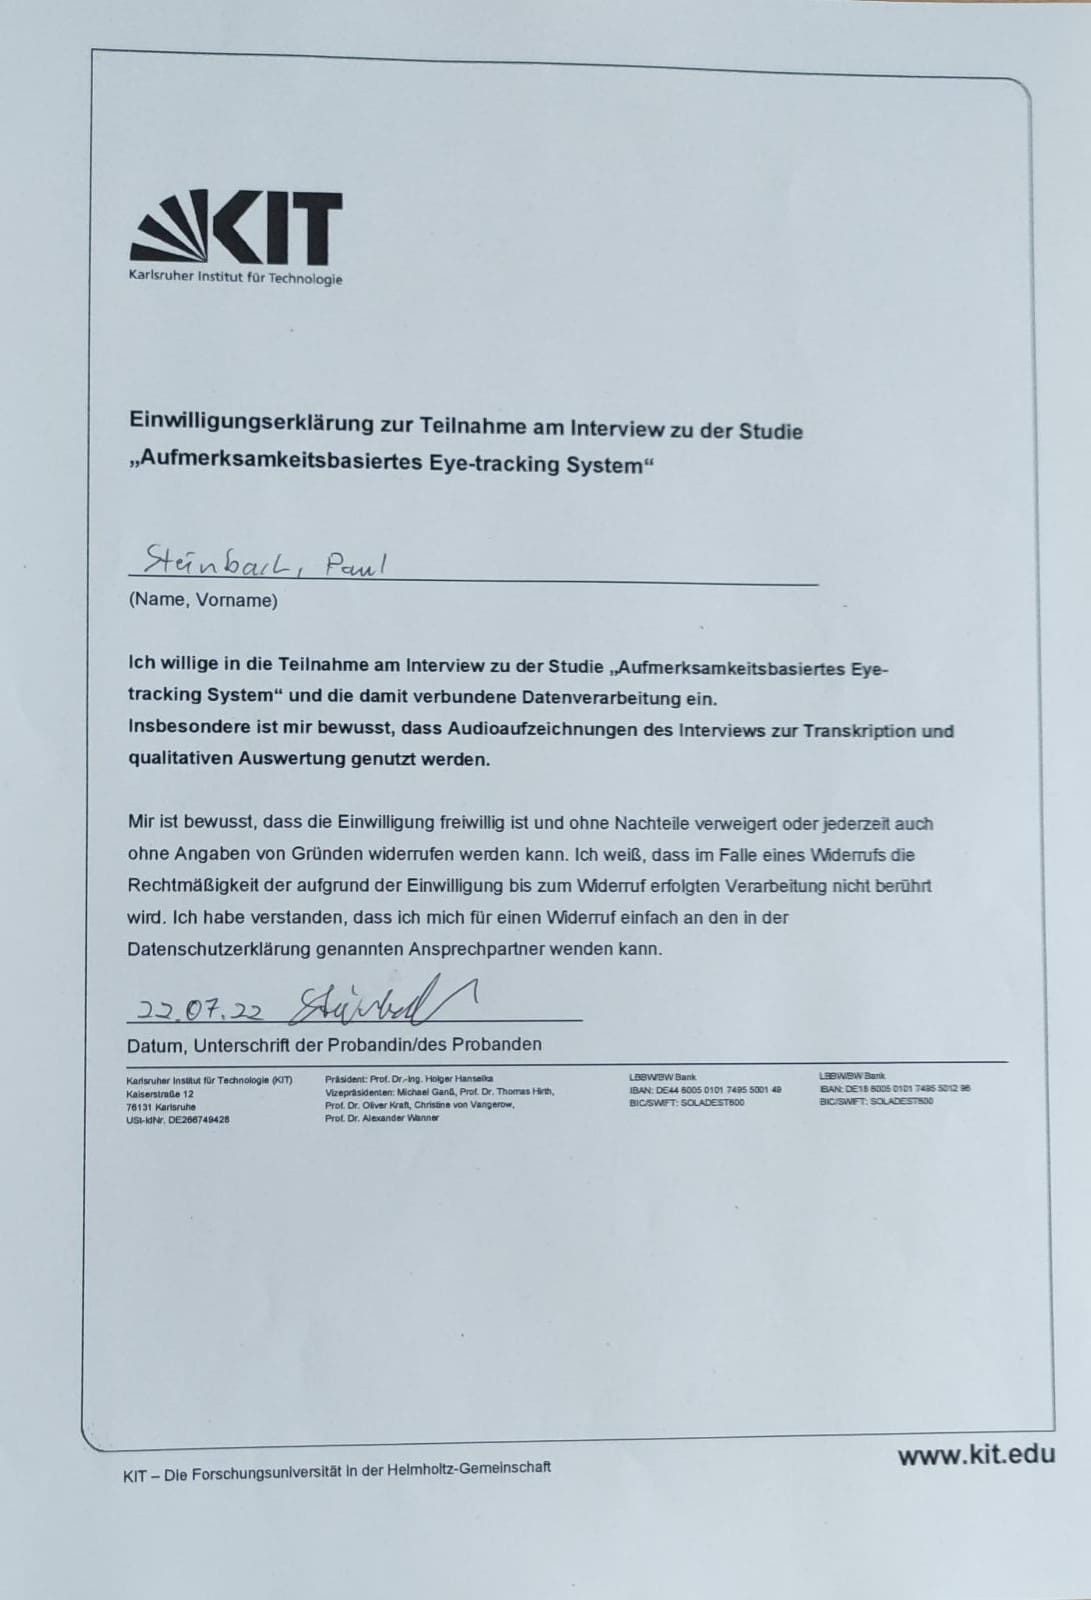 KIT
Karlsruher Institut für Technologie
Einwilligungserklärung zur Teilnahme am Interview zu der Studie
„Aufmerksamkeitsbasiertes Eye-tracking System“
Steinbach, Paul
(Name, Vorname)
Ich willige in die Teilnahme am Interview zu der Studie „Aufmerksamkeitsbasiertes Eye-
tracking System“ und die damit verbundene Datenverarbeitung ein.
Insbesondere ist mir bewusst, dass Audioaufzeichnungen des Interviews zur Transkription und
qualitativen Auswertung genutzt werden.
Mir ist bewusst, dass die Einwilligung freiwillig ist und ohne Nachteile verweigert oder jederzeit auch
ohne Angaben von Gründen widerrufen werden kann. Ich weiß, dass im Falle eines Widerrufs die
Rechtmäßigkeit der aufgrund der Einwilligung bis zum Widerruf erfolgten Verarbeitung nicht berührt
wird. Ich habe verstanden, dass ich mich für einen Widerruf einfach an den in der
Datenschutzerklärung genannten Ansprechpartner wenden kann.
22.07.22 Steinbach
Datum, Unterschrift der Probandin/des Probanden
Karlsruher Institut für Technologie (KIT)
Kaiserstraße 12
76131 Karlsruhe
USt-IdNr. DE266749428
Präsident: Prof. Dr.-Ing. Holger Hanselka
Vizepräsidenten: Michael Ganß, Prof. Dr. Thomas Hirth,
Prof. Dr. Oliver Kraft, Christine von Vangerow,
Prof. Dr. Alexander Wanner
LBBW/BW Bank
IBAN: DE44 6005 0101 7495 5001 49
BIC/SWIFT: SOLADEST600
LBBW/BW Bank
IBAN: DE18 6005 0101 7495 5012 96
BIC/SWIFT: SOLADEST600
KIT – Die Forschungsuniversität in der Helmholtz-Gemeinschaft
www.kit.edu